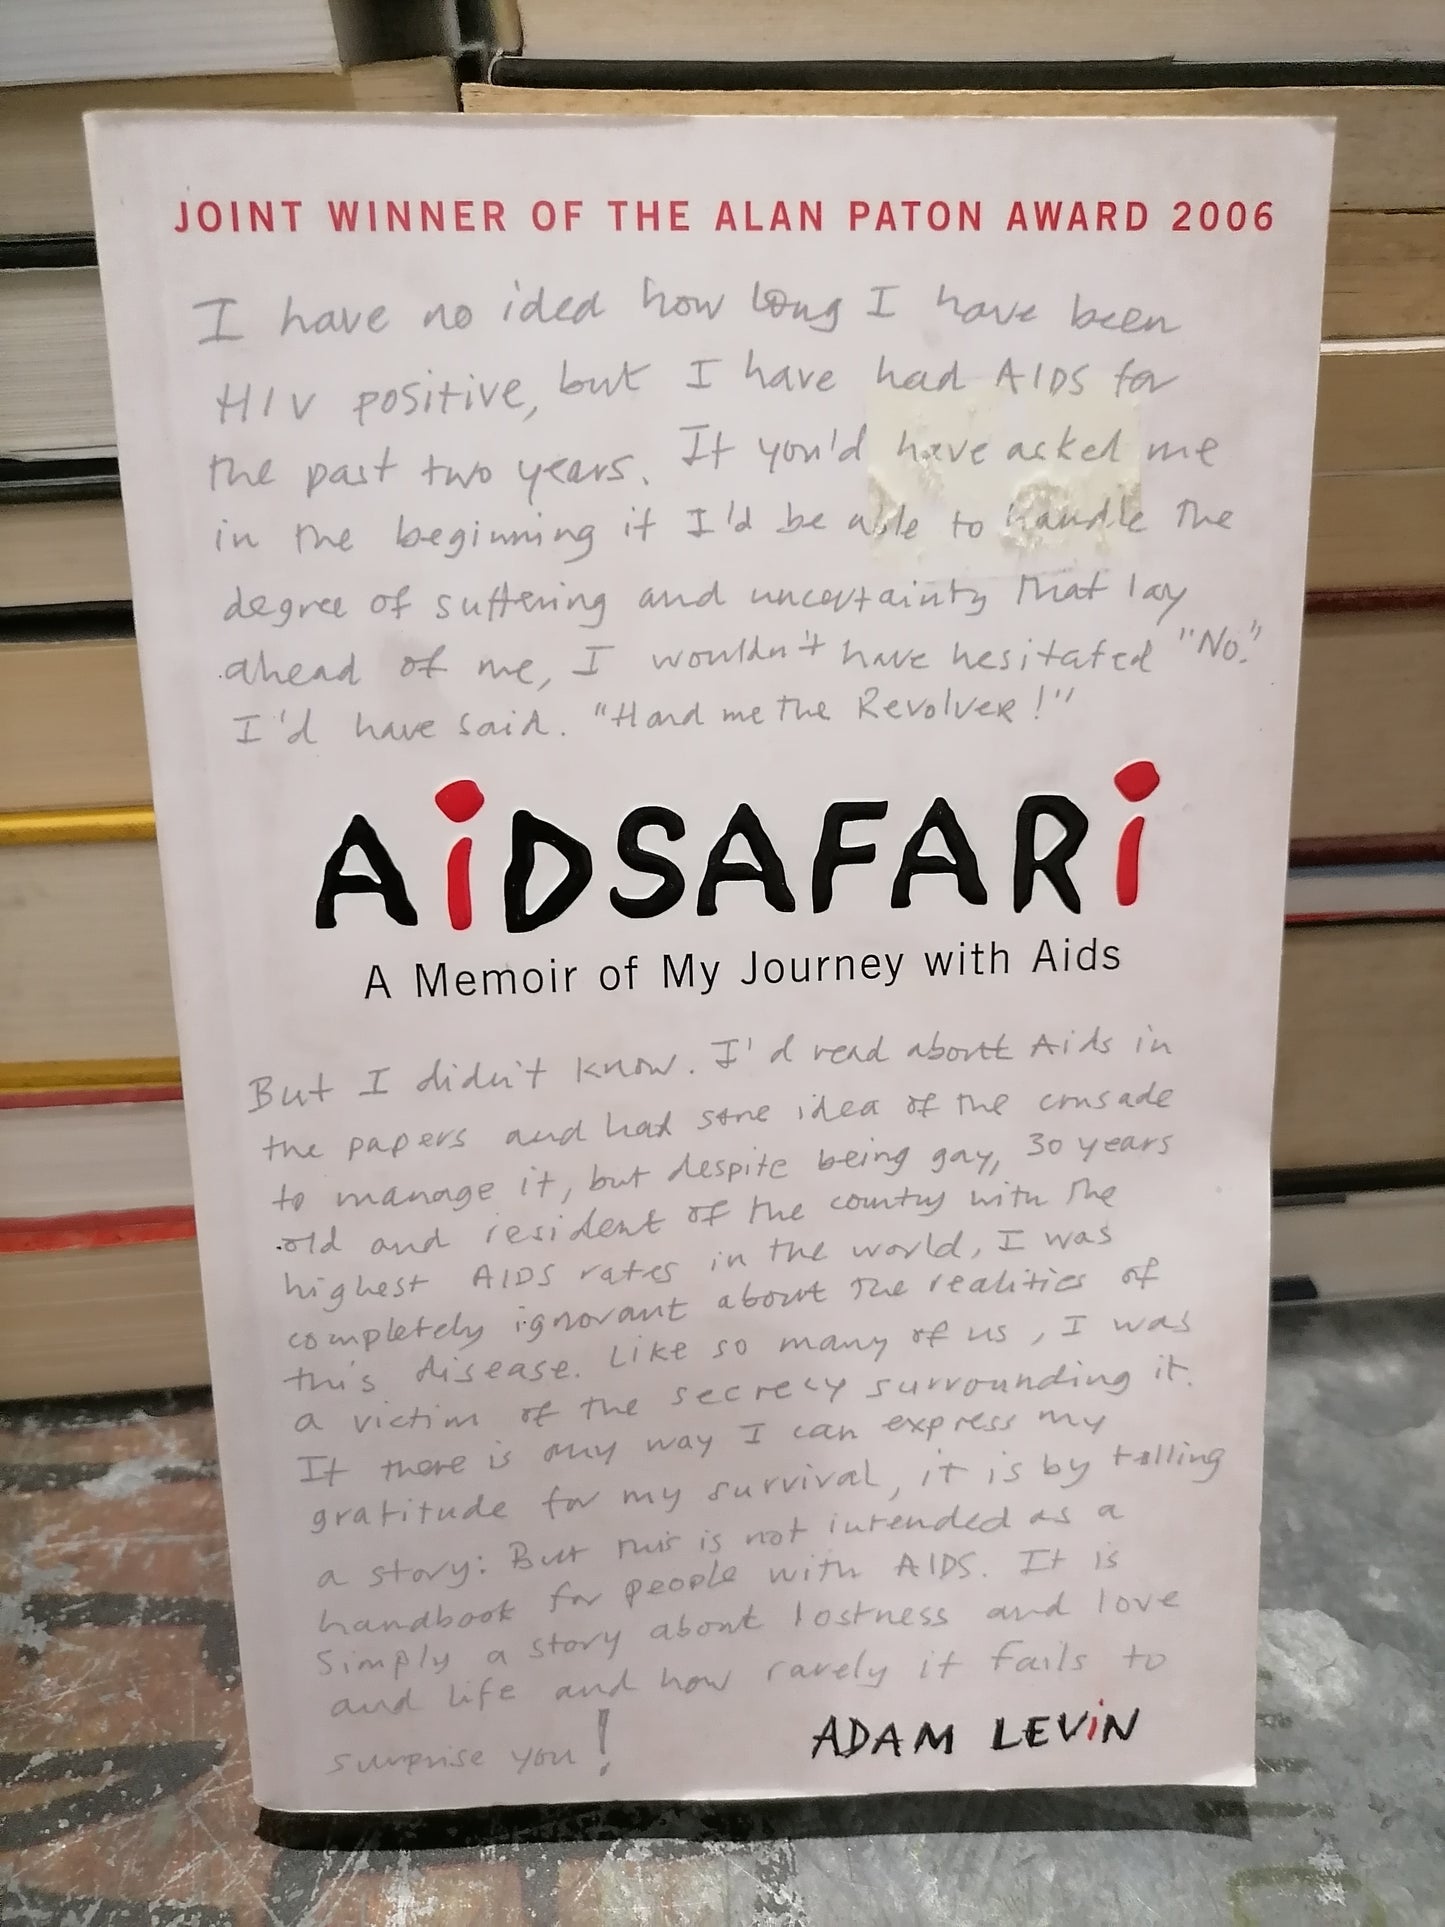 JOINT WINNER OF THE ALAN PATON AWARD 2006
I have no idea how long I have been
HIV positive, but I have had AIDS for
the past two years. If you'd have asked me
in the beginning if I'd be able to handle the
degree of suffering and uncertainty that lay
ahead of me, I wouldn't have hesitated "No."
I'd have said. "Hand me the Revolver!"
AiDSAFARi
A Memoir of My Journey with Aids
But I didn't know. I'd read about Aids in
the papers and had some idea of the crusade
to manage it, but despite being gay, 30 years
old and resident of the country with the
highest AIDS rates in the world, I was
completely ignorant about the realities of
this disease. Like so many of us, I was
a victim of the secrecy surrounding it.
If there is any way I can express my
gratitude for my survival, it is by telling
a story: But this is not intended as a
handbook for people with AIDS. It is
Simply a story about lostness and love
and life and how rarely it fails to
surprise you!
ADAM LEViN